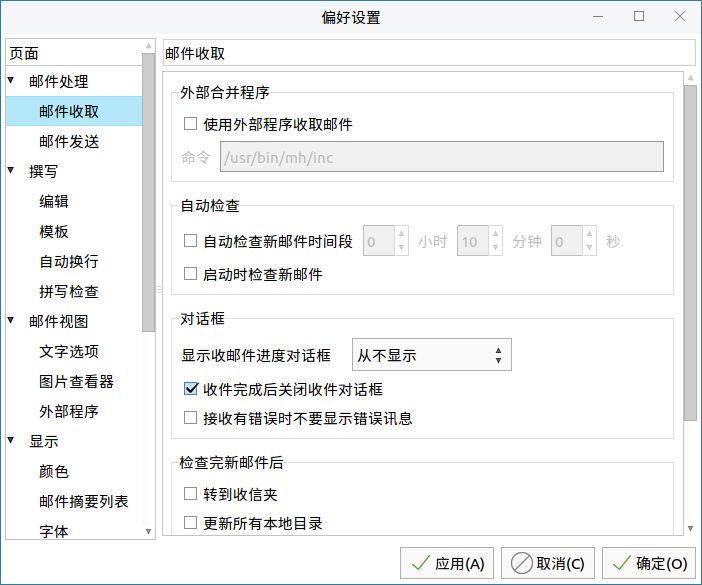 偏好设置
页面
邮件处理
邮件收取
邮件发送
撰写
编辑
模板
自动换行
拼写检查
邮件视图
文字选项
图片查看器
外部程序
显示
颜色
邮件摘要列表
字体
邮件收取
外部合并程序
使用外部程序收取邮件
命令 /usr/bin/mh/inc
自动检查
自动检查新邮件时间段 0 小时 10 分钟 0 秒
启动时检查新邮件
对话框
显示收邮件进度对话框 从不显示
收件完成后关闭收件对话框
接收有错误时不要显示错误讯息
检查完新邮件后
转到收信夹
更新所有本地目录
应用(A) 取消(C) 确定(O)